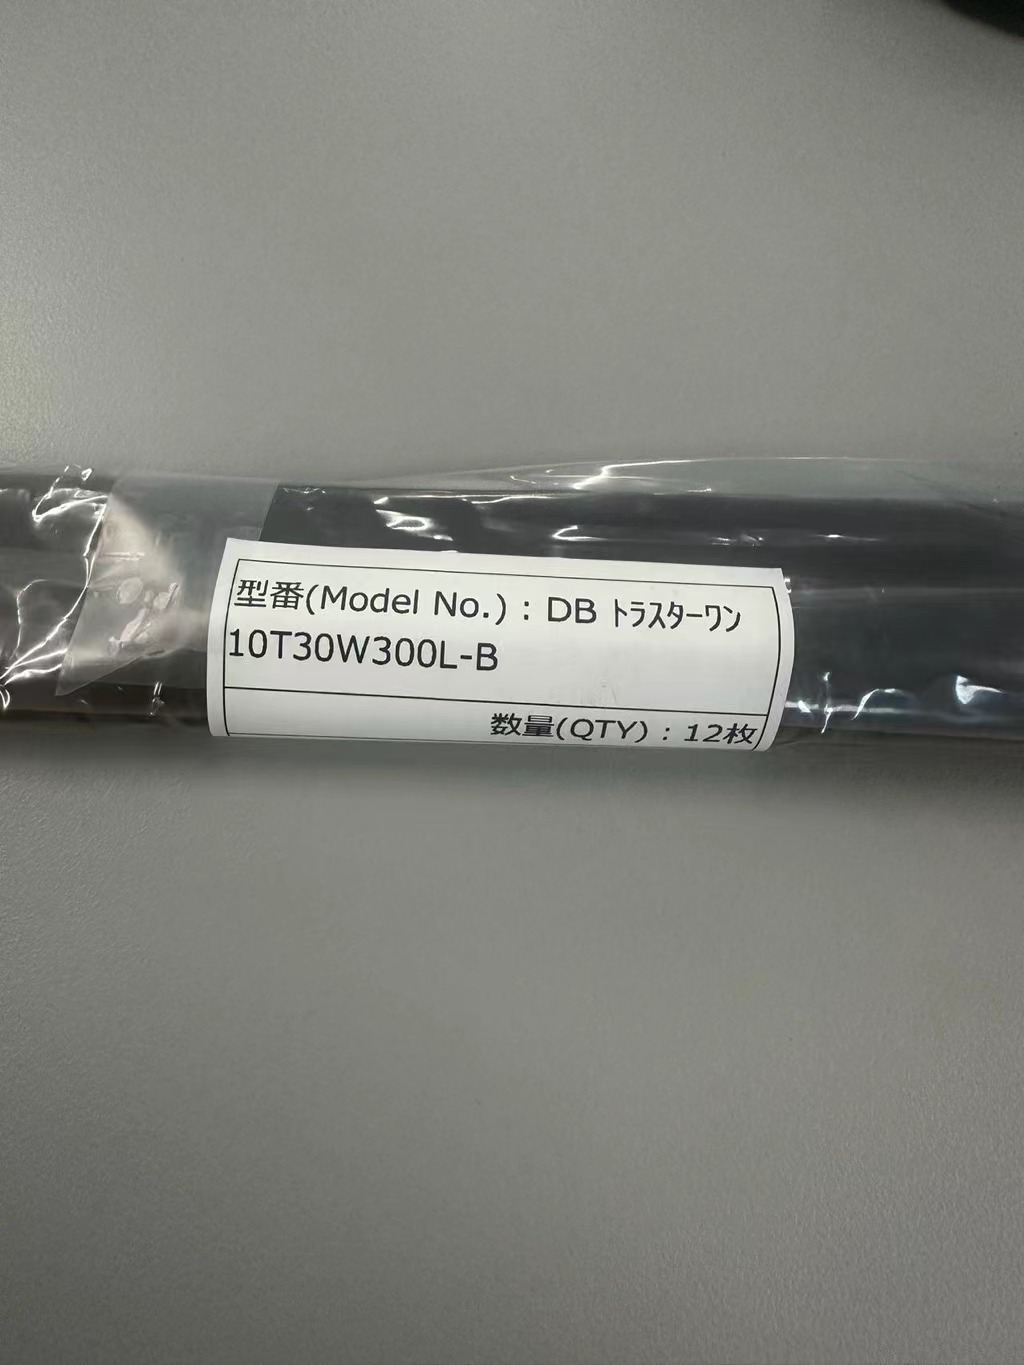 型番(Model No.) : DB ﾄﾗｽﾀｰﾜﾝ
10T30W300L-B
数量(QTY) : 12枚